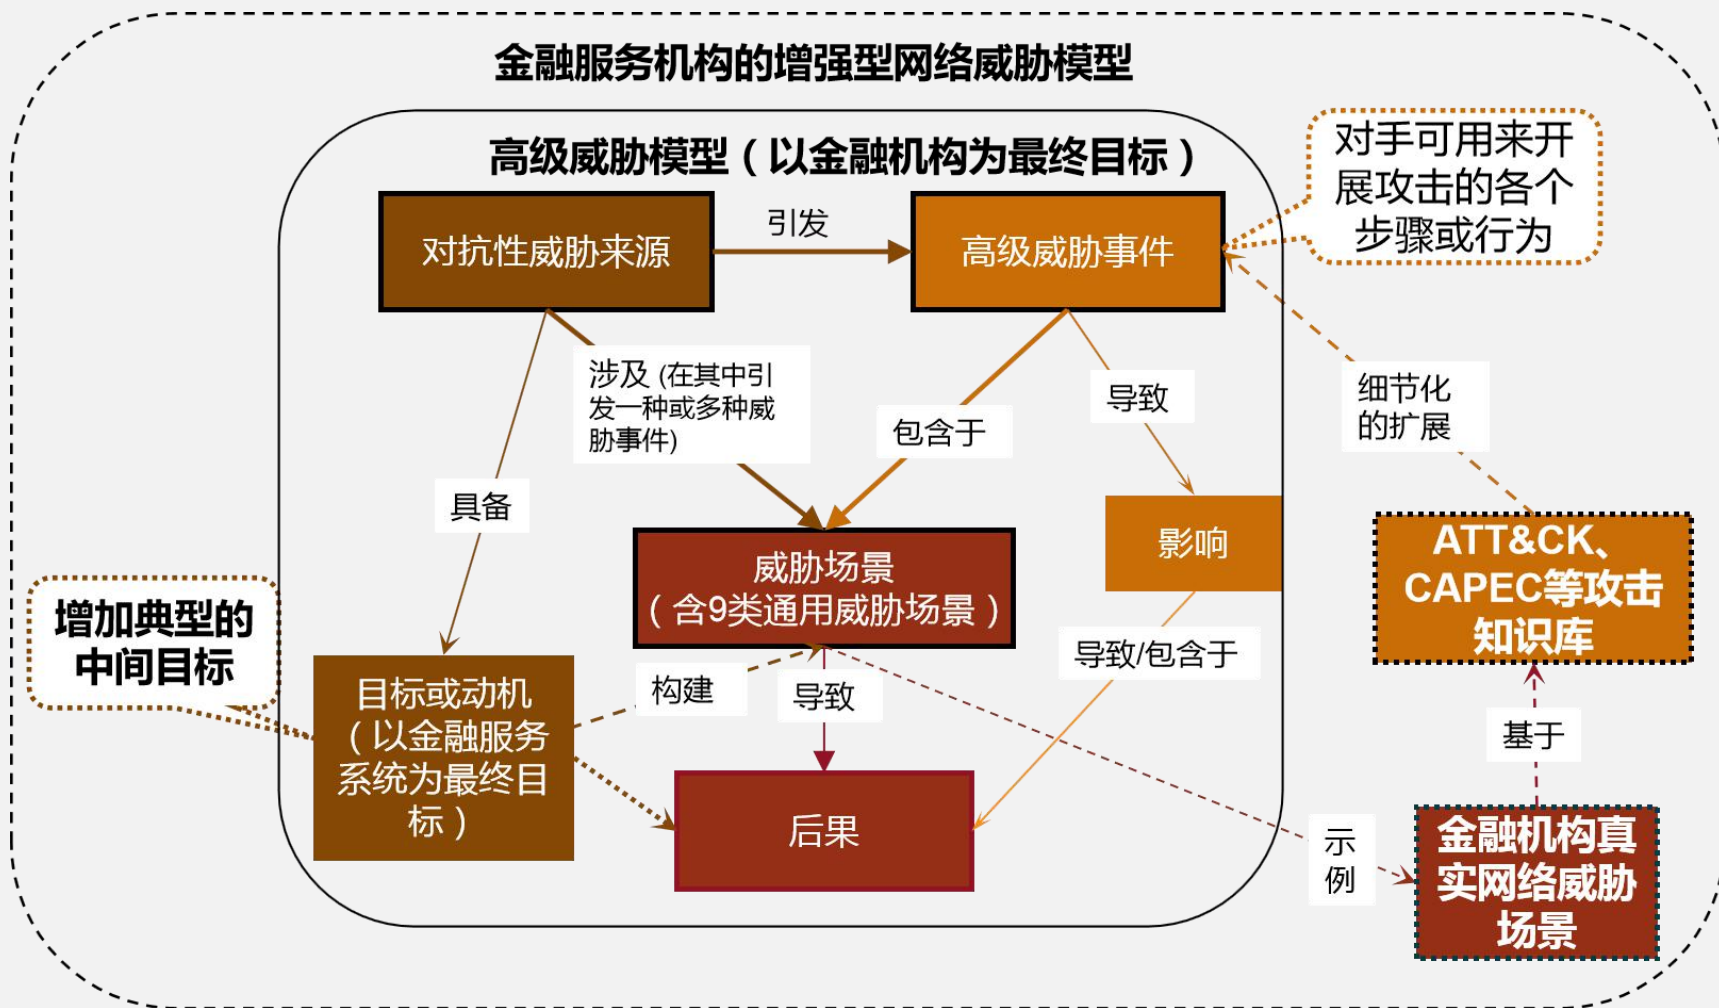 金融服务机构的增强型网络威胁模型
高级威胁模型（以金融机构为最终目标）
对手可用来开
展攻击的各个
步骤或行为
对抗性威胁来源
引发
高级威胁事件
涉及 (在其中引
发一种或多种威
胁事件)
包含于
导致
细节化
的扩展
具备
威胁场景
（含9类通用威胁场景）
影响
ATT&CK、
CAPEC等攻击
知识库
增加典型的
中间目标
目标或动机
（以金融服务
系统为最终目
标）
构建
导致
导致/包含于
基于
后果
示
例
金融机构真
实网络威胁
场景